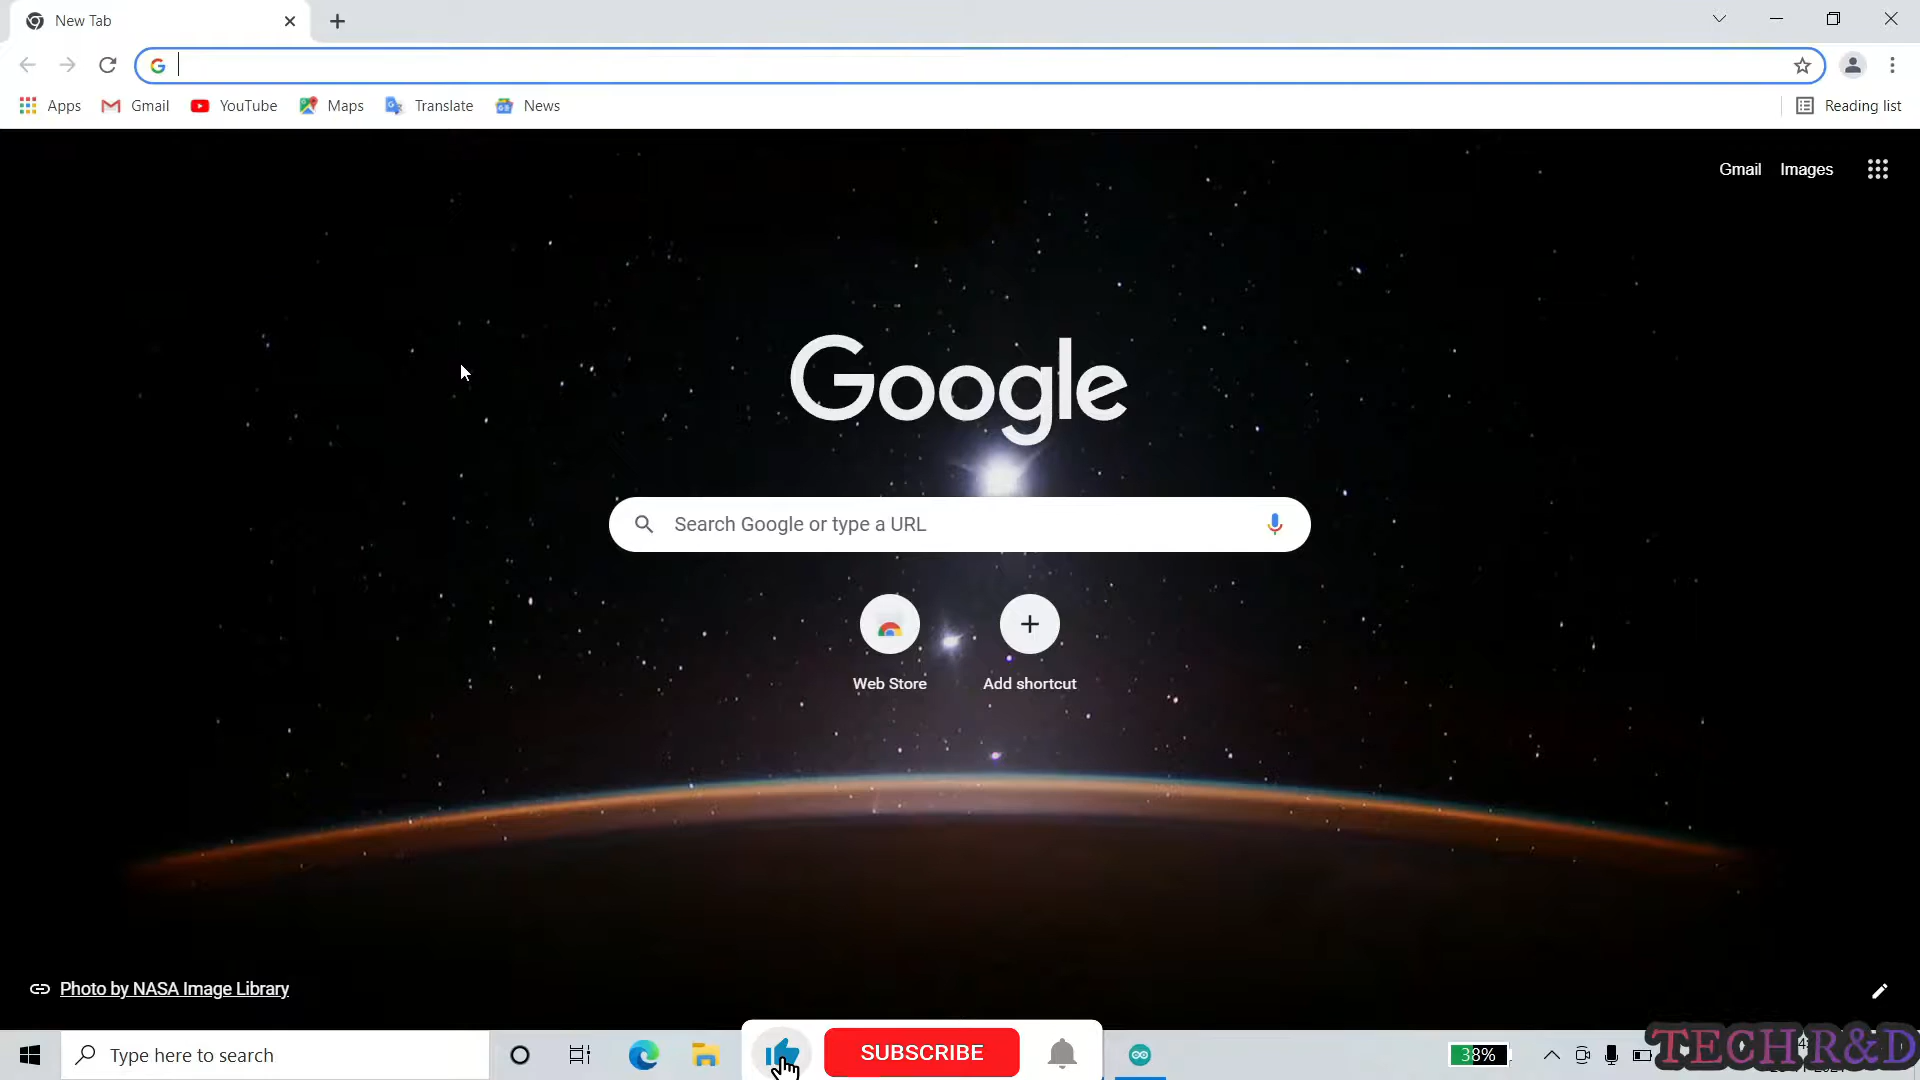 New Tab
Apps Gmail YouTube Maps Translate News Reading list
Gmail Images
Google
Search Google or type a URL
Web Store Add shortcut
Photo by NASA Image Library
Type here to search
SUBSCRIBE
38%
TECH R&D